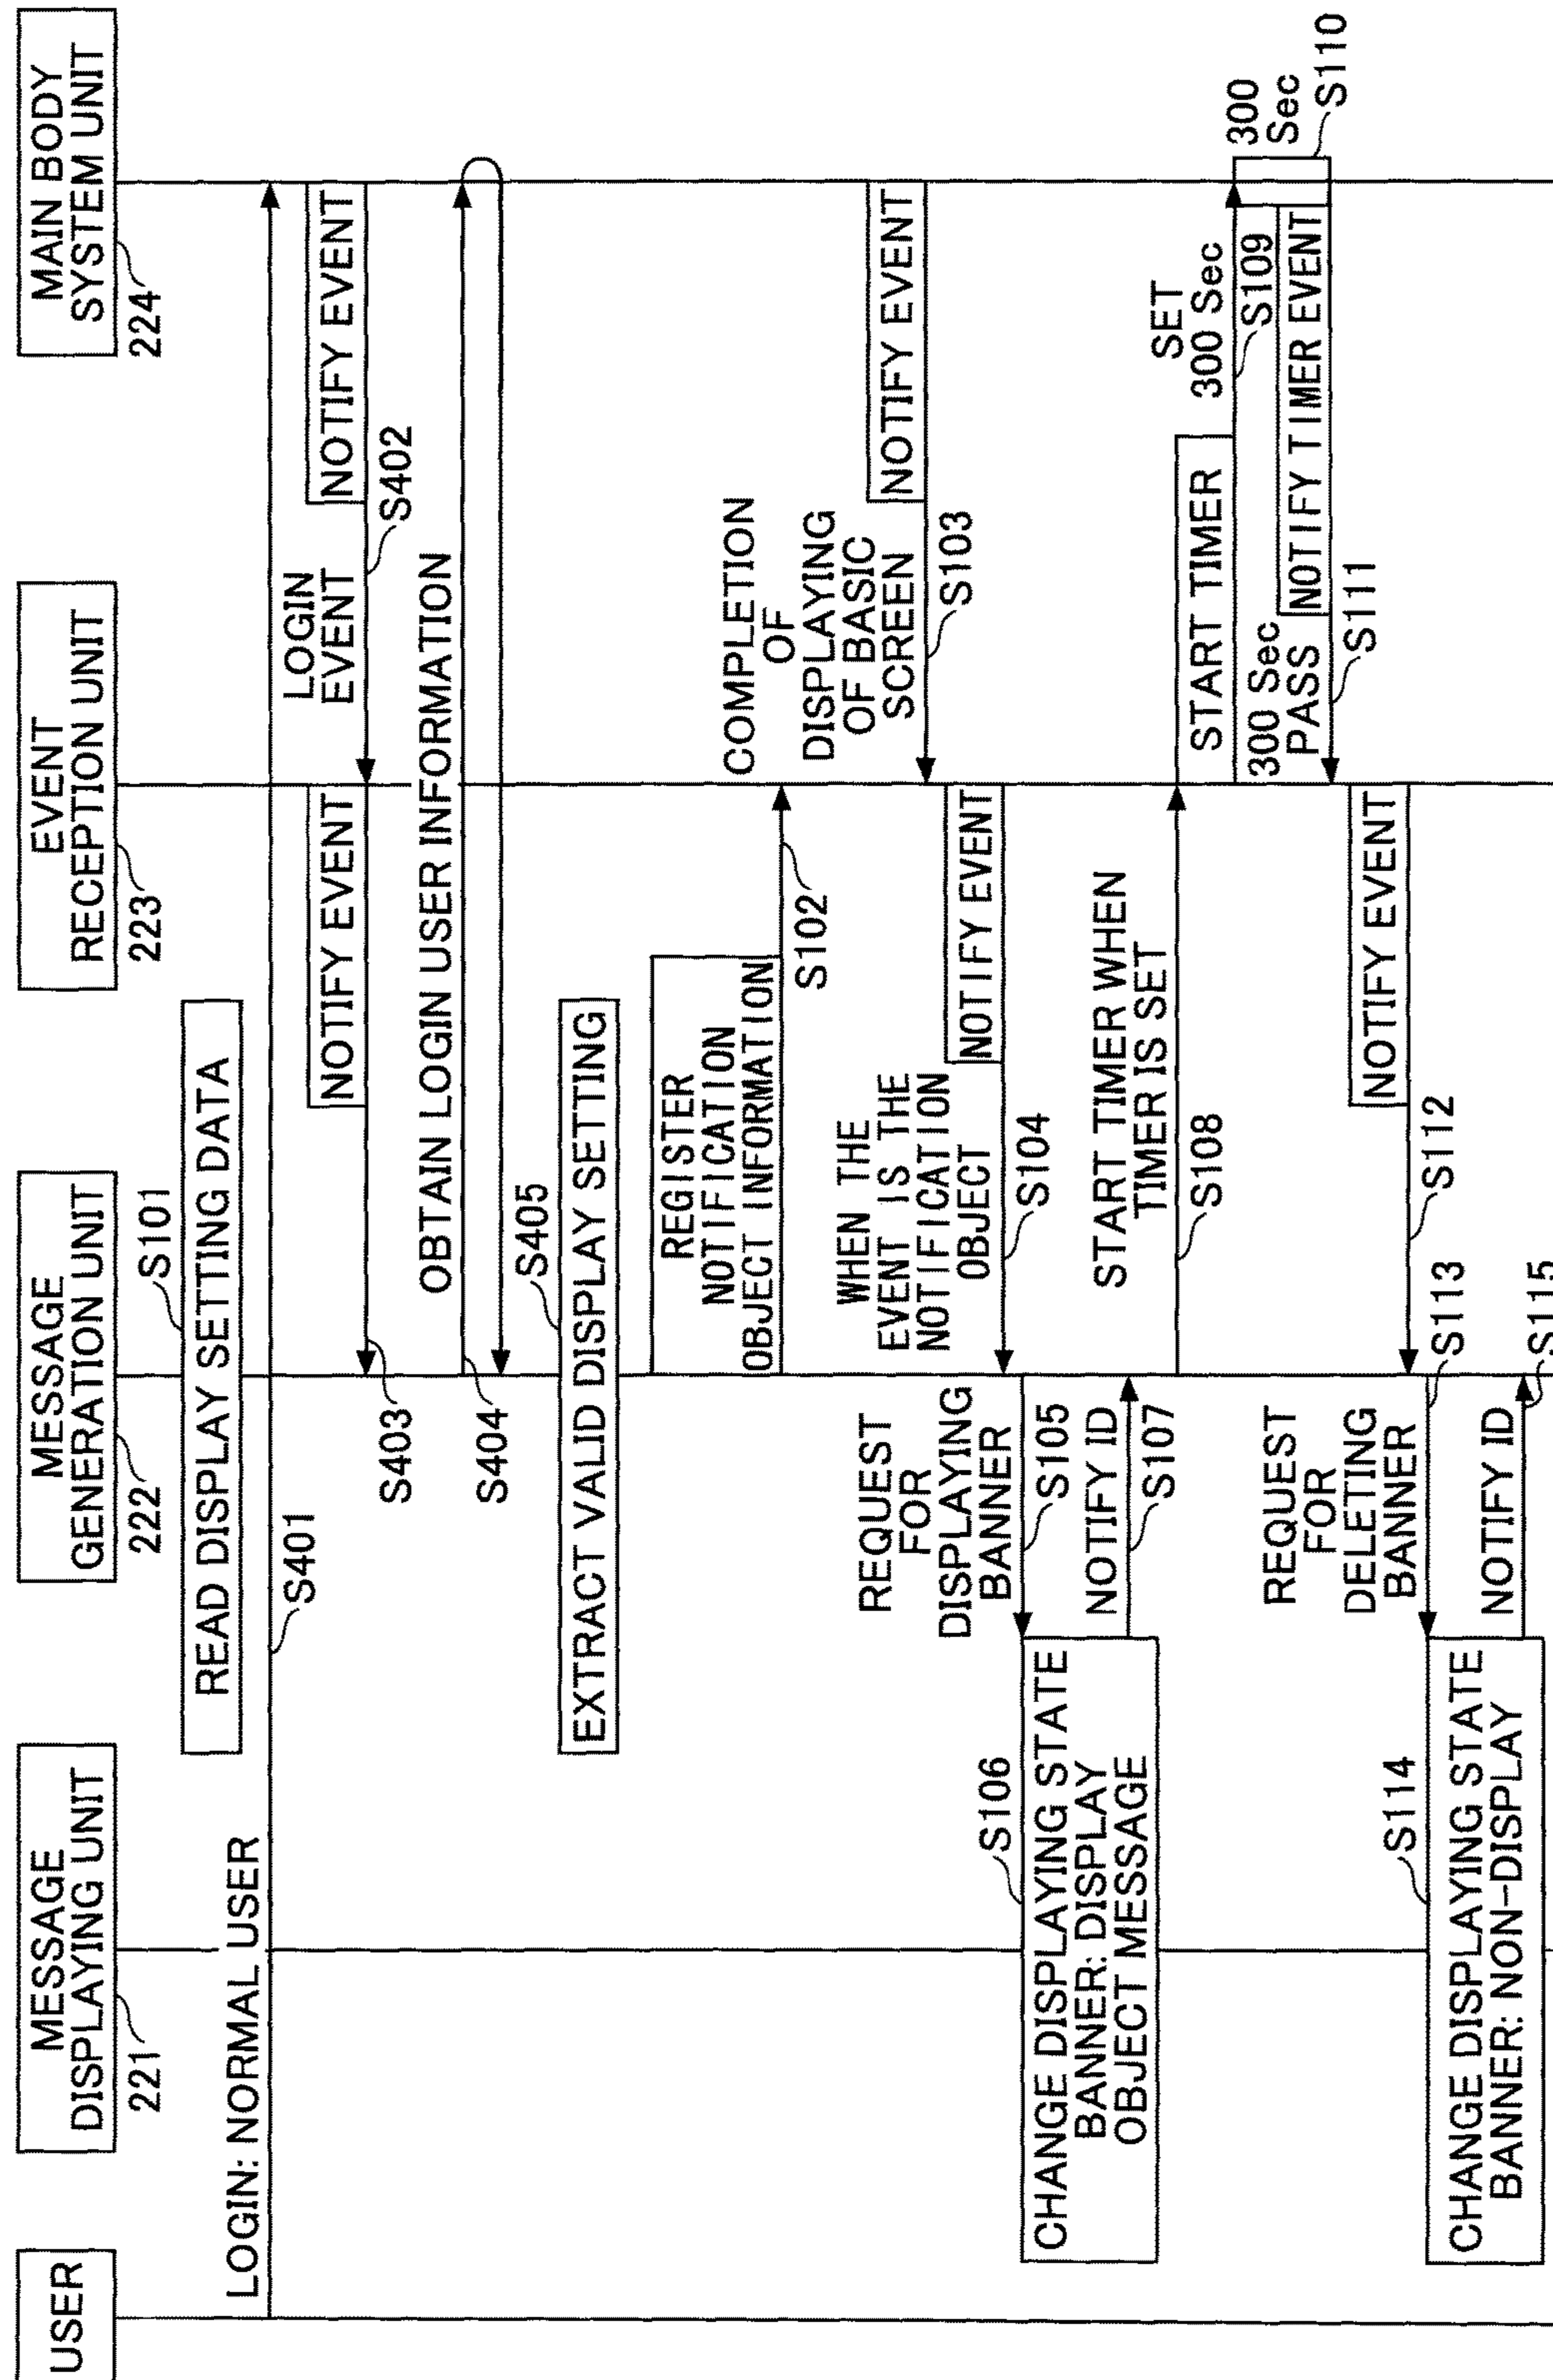 USER
MESSAGE
DISPLAYING UNIT
221
MESSAGE
GENERATION UNIT
222
EVENT
RECEPTION UNIT
223
MAIN BODY
SYSTEM UNIT
224
S101
READ DISPLAY SETTING DATA
LOGIN: NORMAL USER
S401
LOGIN
EVENT
NOTIFY EVENT
S402
NOTIFY EVENT
S403
OBTAIN LOGIN USER INFORMATION
S404
S405
EXTRACT VALID DISPLAY SETTING
REGISTER
NOTIFICATION
OBJECT INFORMATION
S102
COMPLETION
OF
DISPLAYING
OF BASIC
SCREEN
NOTIFY EVENT
S103
WHEN THE
EVENT IS THE
NOTIFICATION
OBJECT
NOTIFY EVENT
S104
REQUEST
FOR
DISPLAYING
BANNER
S105
S106
CHANGE DISPLAYING STATE
BANNER: DISPLAY
OBJECT MESSAGE
NOTIFY ID
S107
START TIMER WHEN
TIMER IS SET
S108
START TIMER
SET
300 Sec
S109
300
Sec
S110
300 Sec
PASS
NOTIFY TIMER EVENT
S111
NOTIFY EVENT
S112
REQUEST
FOR
DELETING
BANNER
S113
S114
CHANGE DISPLAYING STATE
BANNER: NON-DISPLAY
NOTIFY ID
S115